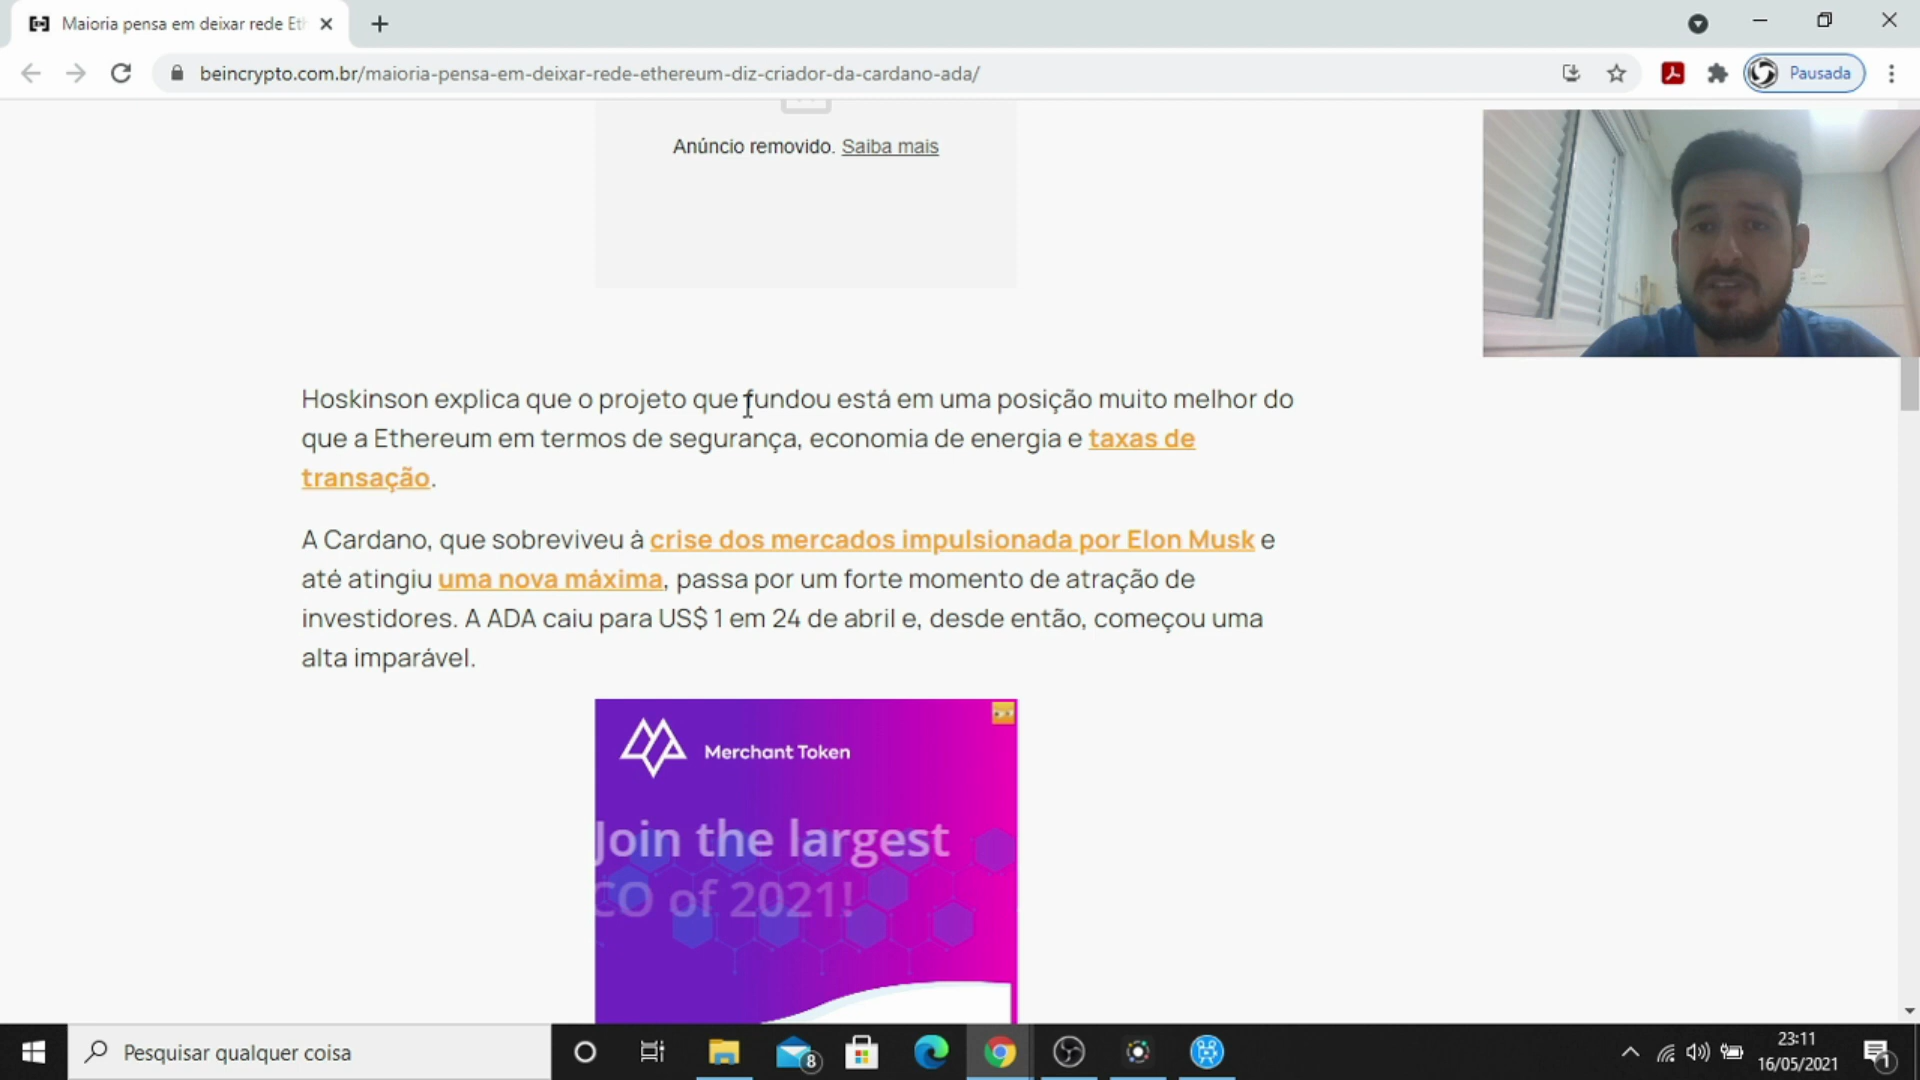 Maioria pensa em deixar rede Eth
beincrypto.com.br/maioria-pensa-em-deixar-rede-ethereum-diz-criador-da-cardano-ada/
Pausada
Anúncio removido. Saiba mais
Hoskinson explica que o projeto que fundou está em uma posição muito melhor do
que a Ethereum em termos de segurança, economia de energia e taxas de
transação.
A Cardano, que sobreviveu à crise dos mercados impulsionada por Elon Musk e
até atingiu uma nova máxima, passa por um forte momento de atração de
investidores. A ADA caiu para US$ 1 em 24 de abril e, desde então, começou uma
alta imparável.
Merchant Token
Join the largest
CO of 2021!
Pesquisar qualquer coisa
8
23:11
16/05/2021
1